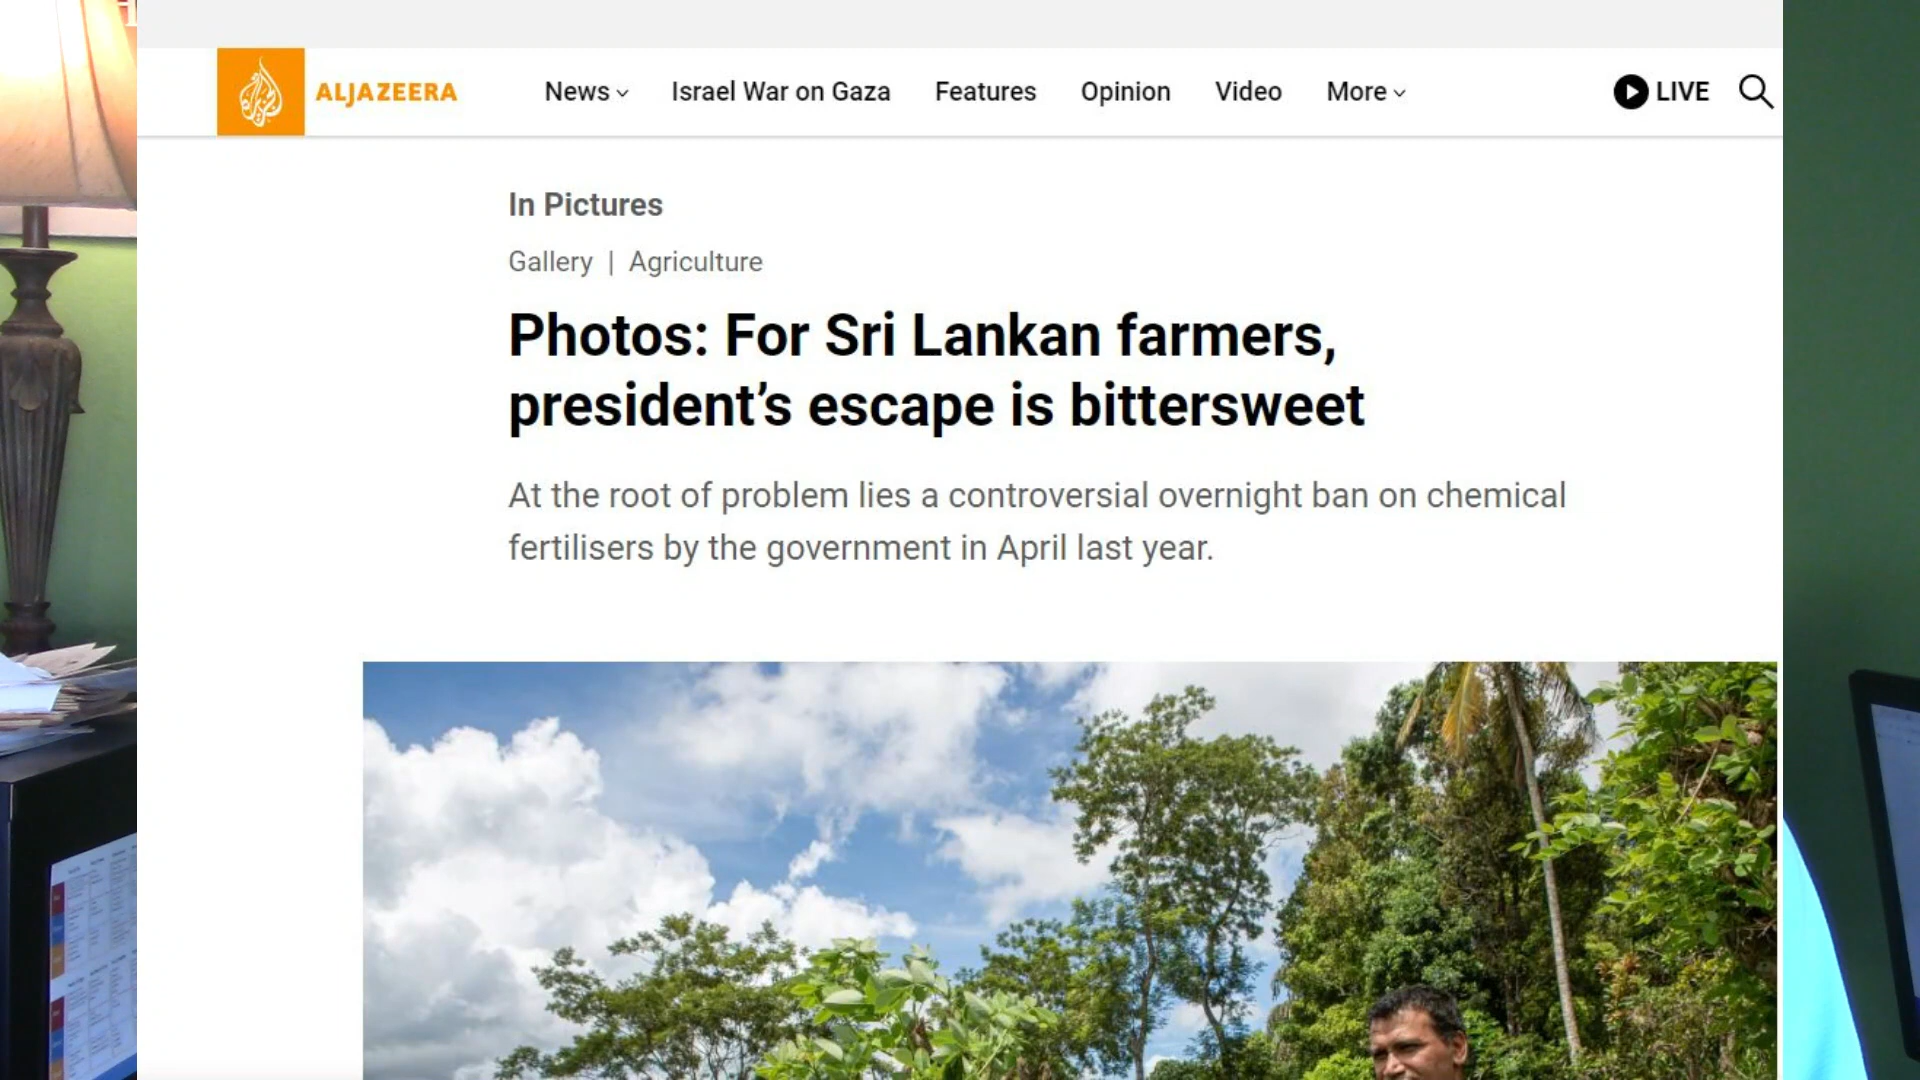 ALJAZEERA
News
Israel War on Gaza
Features
Opinion
Video
More
LIVE
In Pictures
Gallery | Agriculture
Photos: For Sri Lankan farmers,
president’s escape is bittersweet
At the root of problem lies a controversial overnight ban on chemical
fertilisers by the government in April last year.